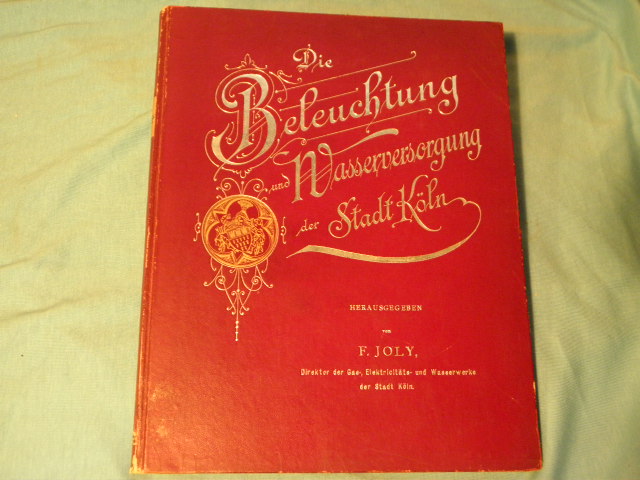 Die
Beleuchtung
und Wasserversorgung
der Stadt Köln
HERAUSGEGEBEN
von
F. JOLY,
Direktor der Gas-, Elektricitäts- und Wasserwerke
der Stadt Köln.